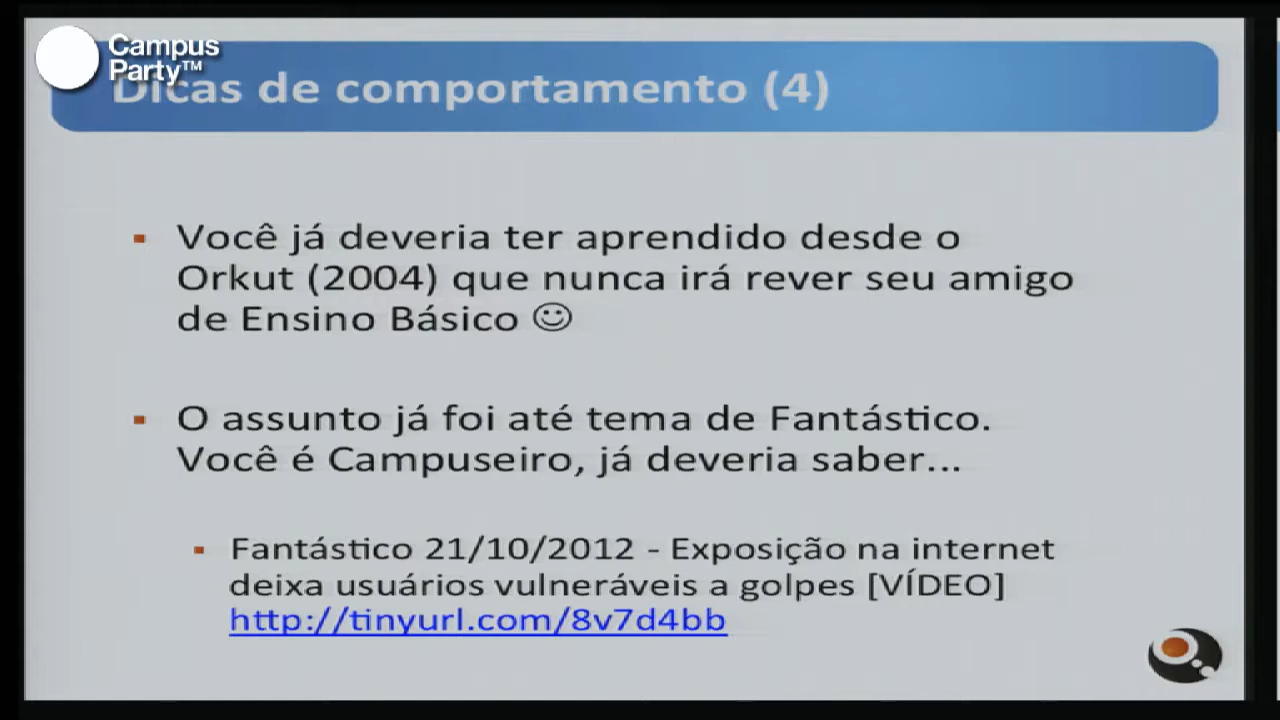 Campus
Party™
Dicas de comportamento (4)
Você já deveria ter aprendido desde o
Orkut (2004) que nunca irá rever seu amigo
de Ensino Básico ☺
O assunto já foi até tema de Fantástico.
Você é Campuseiro, já deveria saber...
Fantástico 21/10/2012 - Exposição na internet
deixa usuários vulneráveis a golpes [VÍDEO]
http://tinyurl.com/8v7d4bb